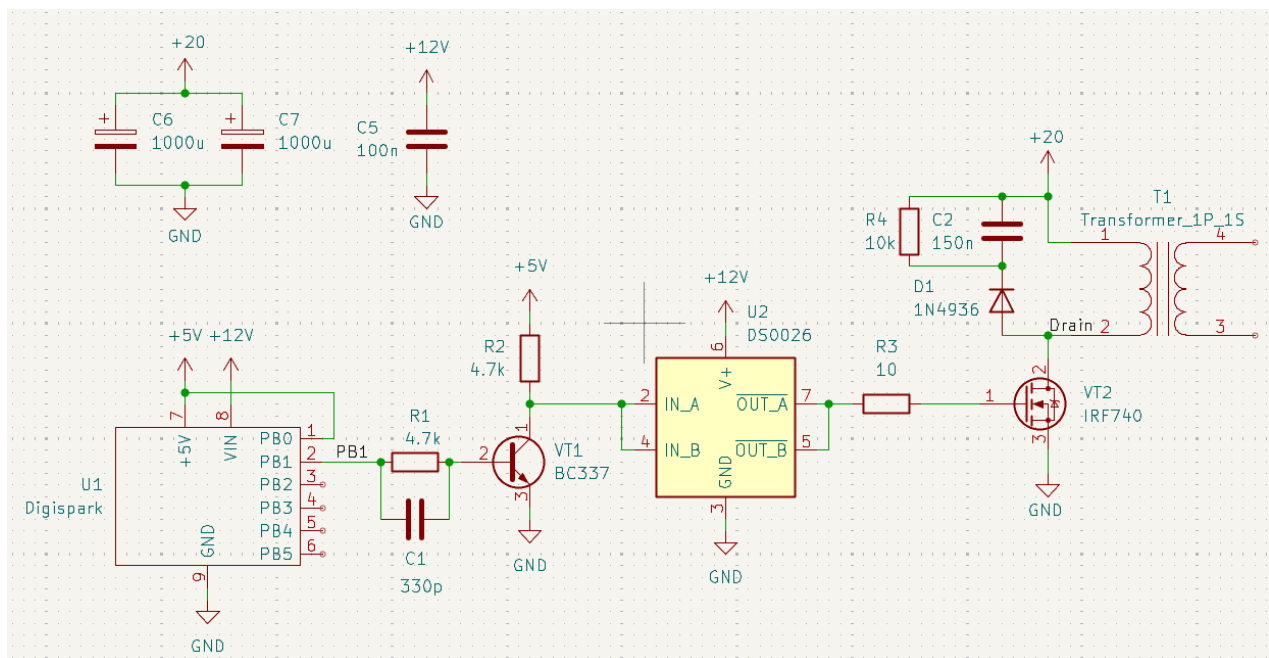 +20
+12V
+
C6
1000u
+
C7
1000u
C5
100n
GND
GND
+20
T1
Transformer_1P_1S
R4
10k
C2
150n
1
4
D1
1N4936
Drain
2
3
+5V
+12V
U2
DS0026
R2
4.7k
6
V+
2
IN_A
OUT_A
7
4
IN_B
OUT_B
5
GND
3
GND
R3
10
1
2
3
VT2
IRF740
GND
+5V
+12V
7
8
+5V
VIN
PB0
1
PB1
2
PB2
3
PB3
4
PB4
5
PB5
6
GND
9
U1
Digispark
GND
PB1
R1
4.7k
C1
330p
1
2
3
VT1
BC337
GND